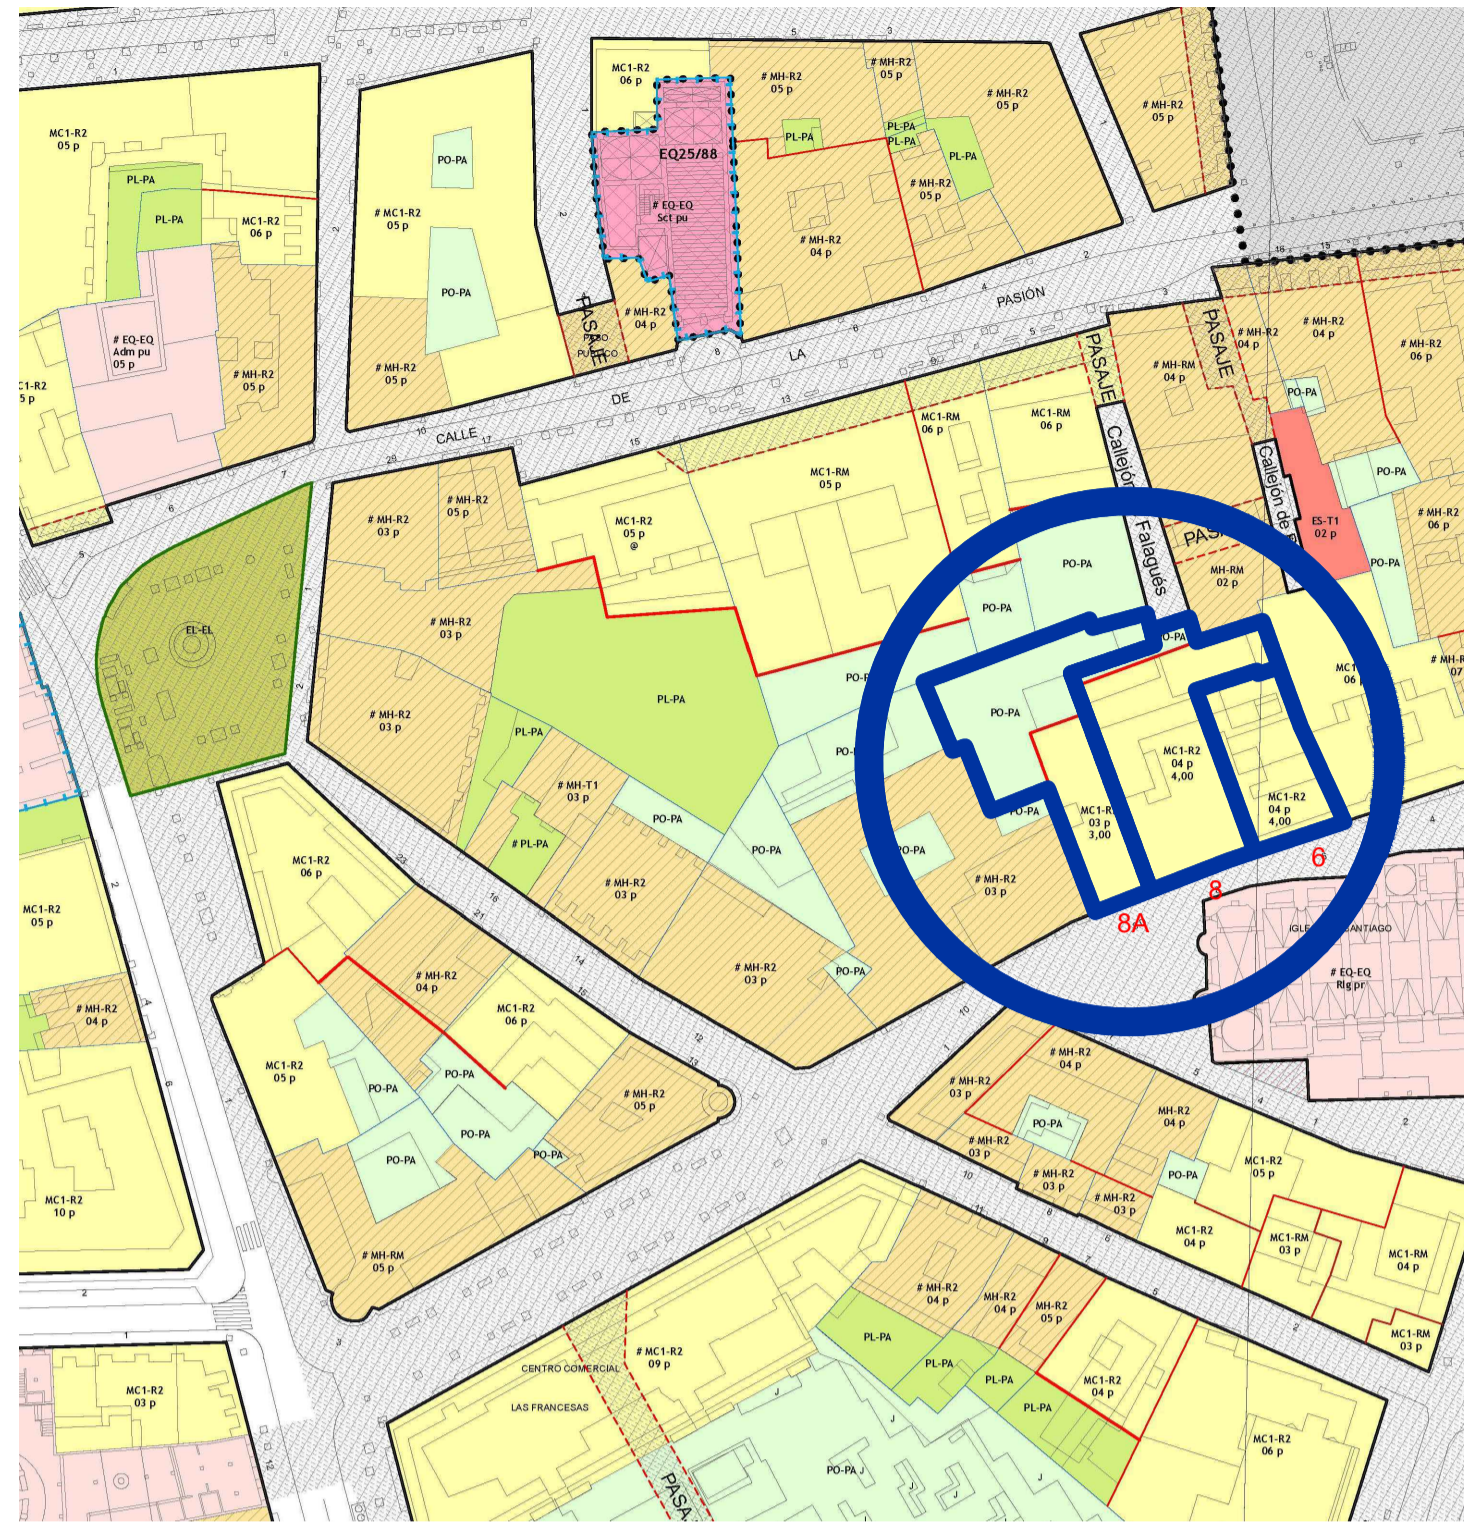 5
3
1
MC1-R2
06 p
# MH-R2
05 p
# MH-R2
05 p
# MH-R2
05 p
# MH-R2
05 p
MC1-R2
05 p
PO-PA
EQ25/88
PL-PA
PL-PA
PL-PA
PL-PA
PL-PA
PL-PA
# MC1-R2
05 p
MC1-R2
06 p
# EQ-EQ
Sct pu
# MH-R2
05 p
# MH-R2
04 p
PO-PA
# MH-R2
04 p
PASAJE
PASO
PUBLICO
CALLE
DE
LA
PASIÓN
# EQ-EQ
Adm pu
05 p
# MH-R2
05 p
# MH-R2
05 p
C1-R2
5 p
PASAJE
PASAJE
# MH-R2
04 p
# MH-R2
04 p
# MH-R2
06 p
# MH-RM
04 p
PO-PA
MC1-RM
06 p
MC1-RM
06 p
MC1-RM
05 p
Callejón
Falagués
Callejón de
PO-PA
# MH-R2
05 p
# MH-R2
03 p
MC1-R2
05 p
@
ES-T1
02 p
# MH-R2
06 p
PO-PA
PO-PA
MH-RM
02 p
PO-PA
PO-PA
EL-EL
# MH-R2
03 p
# MH-R2
03 p
PL-PA
PL-PA
PO-PA
MC1-R2
04 p
4,00
MC1-R2
04 p
4,00
03 p
3,00
6
8
8A
# MH-T1
03 p
PO-PA
# PL-PA
PO-PA
PO-PA
# MH-R2
03 p
# MH-R2
03 p
MC1-R2
06 p
MC1-R2
05 p
# MH-R2
04 p
# MH-R2
04 p
# MH-R2
03 p
PO-PA
MC1-R2
06 p
# EQ-EQ
Rlg pr
MC1-R2
05 p
PO-PA
PO-PA
PO-PA
PO-PA
PO-PA
# MH-R2
05 p
# MH-R2
04 p
# MH-R2
03 p
MH-R2
04 p
PO-PA
# MH-R2
03 p
# MH-R2
03 p
# MH-R2
03 p
PO-PA
MC1-R2
05 p
MC1-R2
04 p
MC1-RM
03 p
MC1-RM
04 p
MC1-RM
03 p
MC1-R2
10 p
# MH-RM
05 p
# MH-R2
04 p
MH-R2
04 p
MH-R2
05 p
PL-PA
PL-PA
PL-PA
PL-PA
MC1-R2
04 p
# MC1-R2
09 p
CENTRO COMERCIAL
LAS FRANCESAS
MC1-R2
03 p
MC1-R2
06 p
PO-PA J